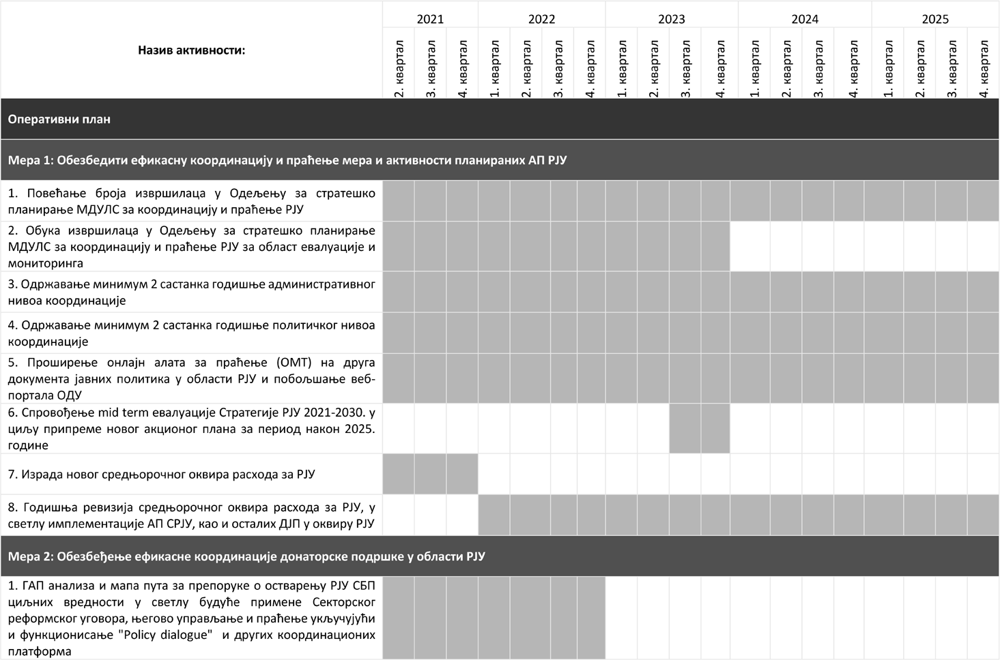 2021 2022 2023 2024 2025
Назив активности:
2. квартал 3. квартал 4. квартал 1. квартал 2. квартал 3. квартал 4. квартал 1. квартал 2. квартал 3. квартал 4. квартал 1. квартал 2. квартал 3. квартал 4. квартал 1. квартал 2. квартал 3. квартал 4. квартал
Оперативни план
Мера 1: Обезбедити ефикасну координацију и праћење мера и активности планираних АП РЈУ
1. Повећање броја извршилаца у Одељењу за стратешко
планирање МДУЛС за координацију и праћење РЈУ
2. Обука извршилаца у Одељењу за стратешко планирање
МДУЛС за координацију и праћење РЈУ за област евалуације и
мониторинга
3. Одржавање минимум 2 састанка годишње административног
нивоа координације
4. Одржавање минимум 2 састанка годишње политичког нивоа
координације
5. Проширење онлајн алата за праћење (ОМТ) на друга
документа јавних политика у области РЈУ и побољшање веб-
портала ОДУ
6. Спровођење mid term евалуације Стратегије РЈУ 2021-2030. у
циљу припреме новог акционог плана за период након 2025.
године
7. Израда новог средњорочног оквира расхода за РЈУ
8. Годишња ревизија средњорочног оквира расхода за РЈУ, у
светлу имплементације АП СРЈУ, као и осталих ДЈП у оквиру РЈУ
Мера 2: Обезбеђење ефикасне координације донаторске подршке у области РЈУ
1. ГАП анализа и мапа пута за препоруке о остварењу РЈУ СБП
циљних вредности у светлу будуће примене Секторског
реформског уговора, његово управљање и праћење укључујући
и функционисање "Policy dialogue" и других координационих
платформа